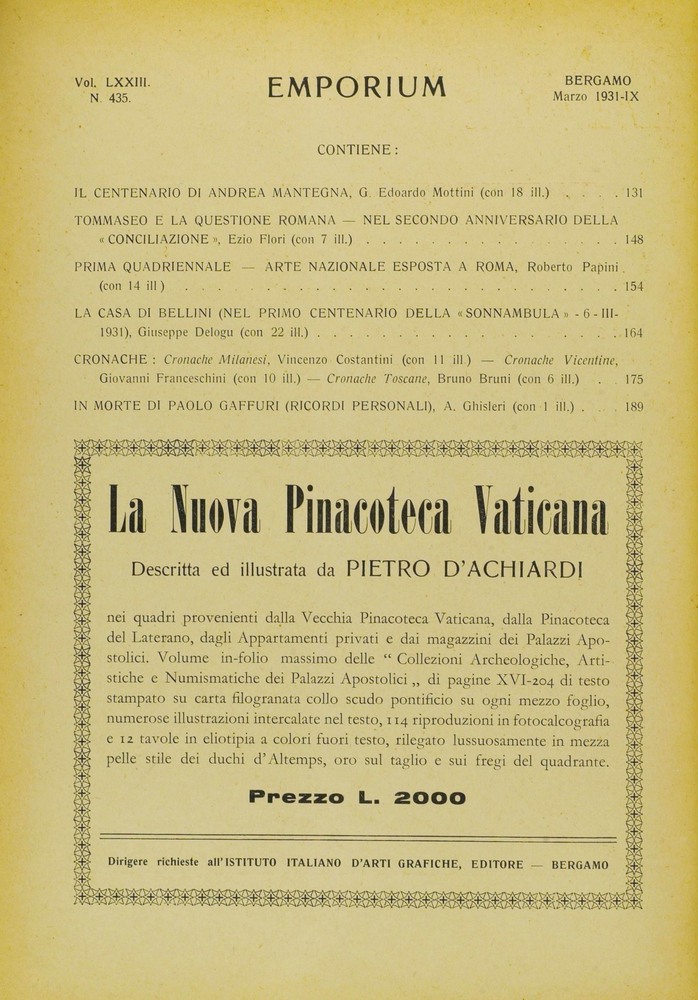 Vol. LXXIII.
N. 435.
EMPORIUM
BERGAMO
Marzo 1931-IX
CONTIENE :
IL CENTENARIO DI ANDREA MANTEGNA, G. Edoardo Mottini (con 18 ill.) . . . . 131
TOMMASEO E LA QUESTIONE ROMANA — NEL SECONDO ANNIVERSARIO DELLA
« CONCILIAZIONE », Ezio Flori (con 7 ill.) . . . . . . . . . . . . . . . . . . . 148
PRIMA QUADRIENNALE — ARTE NAZIONALE ESPOSTA A ROMA, Roberto Papini
(con 14 ill) . . . . . . . . . . . . . . . . . . . . . . . . . . . . . . . . 154
LA CASA DI BELLINI (NEL PRIMO CENTENARIO DELLA « SONNAMBULA » - 6 - III-
1931), Giuseppe Delogu (con 22 ill.) . . . . . . . . . . . . . . . . . . . . . . 164
CRONACHE : Cronache Milanesi, Vincenzo Costantini (con 11 ill.) — Cronache Vicentine,
Giovanni Franceschini (con 10 ill.) — Cronache Toscane, Bruno Bruni (con 6 ill.) . 175
IN MORTE DI PAOLO GAFFURI (RICORDI PERSONALI), A. Ghisleri (con 1 ill.) . . . 189
La Nuova Pinacoteca Vaticana
Descritta ed illustrata da PIETRO D'ACHIARDI
nei quadri provenienti dalla Vecchia Pinacoteca Vaticana, dalla Pinacoteca
del Laterano, dagli Appartamenti privati e dai magazzini dei Palazzi Apo-
stolici. Volume in-folio massimo delle “ Collezioni Archeologiche, Arti-
stiche e Numismatiche dei Palazzi Apostolici „ di pagine XVI-204 di testo
stampato su carta filogranata collo scudo pontificio su ogni mezzo foglio,
numerose illustrazioni intercalate nel testo, 114 riproduzioni in fotocalcografia
e 12 tavole in eliotipia a colori fuori testo, rilegato lussuosamente in mezza
pelle stile dei duchi d'Altemps, oro sul taglio e sui fregi del quadrante.
Prezzo L. 2000
Dirigere richieste all'ISTITUTO ITALIANO D'ARTI GRAFICHE, EDITORE — BERGAMO